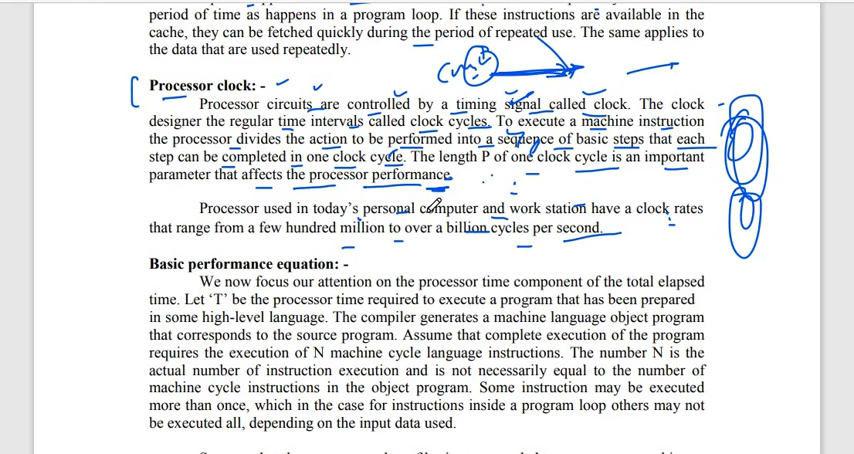 period of time as happens in a program loop. If these instructions are available in the
cache, they can be fetched quickly during the period of repeated use. The same applies to
the data that are used repeatedly.
Processor clock: -
Processor circuits are controlled by a timing signal called clock. The clock
designer the regular time intervals called clock cycles. To execute a machine instruction
the processor divides the action to be performed into a sequence of basic steps that each
step can be completed in one clock cycle. The length P of one clock cycle is an important
parameter that affects the processor performance.
Processor used in today's personal computer and work station have a clock rates
that range from a few hundred million to over a billion cycles per second.
Basic performance equation: -
We now focus our attention on the processor time component of the total elapsed
time. Let 'T' be the processor time required to execute a program that has been prepared
in some high-level language. The compiler generates a machine language object program
that corresponds to the source program. Assume that complete execution of the program
requires the execution of N machine cycle language instructions. The number N is the
actual number of instruction execution and is not necessarily equal to the number of
machine cycle instructions in the object program. Some instruction may be executed
more than once, which in the case for instructions inside a program loop others may not
be executed all, depending on the input data used.